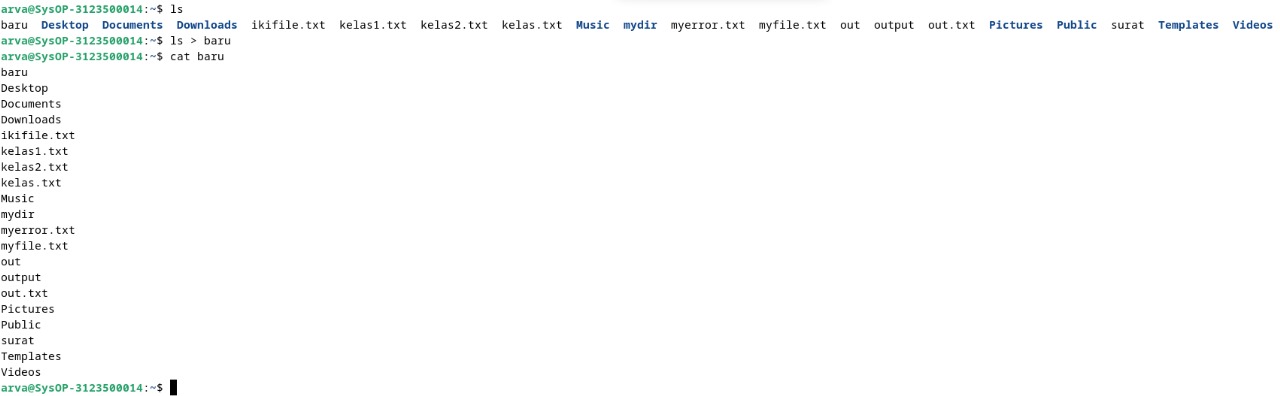 arva@SysOP-3123500014:~$ ls
baru  Desktop  Documents  Downloads  ikifile.txt  kelas1.txt  kelas2.txt  kelas.txt  Music  mydir  myerror.txt  myfile.txt  out  output  out.txt  Pictures  Public  surat  Templates  Videos
arva@SysOP-3123500014:~$ ls > baru
arva@SysOP-3123500014:~$ cat baru
baru
Desktop
Documents
Downloads
ikifile.txt
kelas1.txt
kelas2.txt
kelas.txt
Music
mydir
myerror.txt
myfile.txt
out
output
out.txt
Pictures
Public
surat
Templates
Videos
arva@SysOP-3123500014:~$